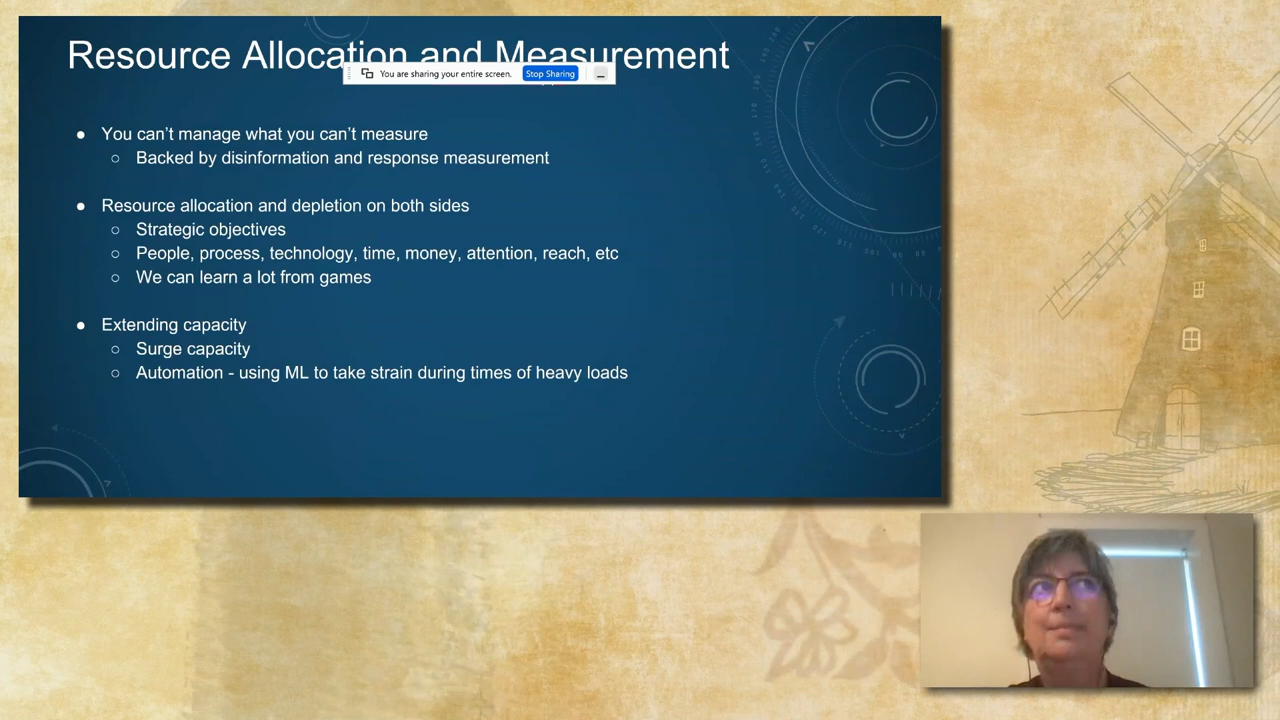 Resource Allocation and Measurement
You are sharing your entire screen. Stop Sharing
● You can’t manage what you can’t measure
○ Backed by disinformation and response measurement
● Resource allocation and depletion on both sides
○ Strategic objectives
○ People, process, technology, time, money, attention, reach, etc
○ We can learn a lot from games
● Extending capacity
○ Surge capacity
○ Automation - using ML to take strain during times of heavy loads